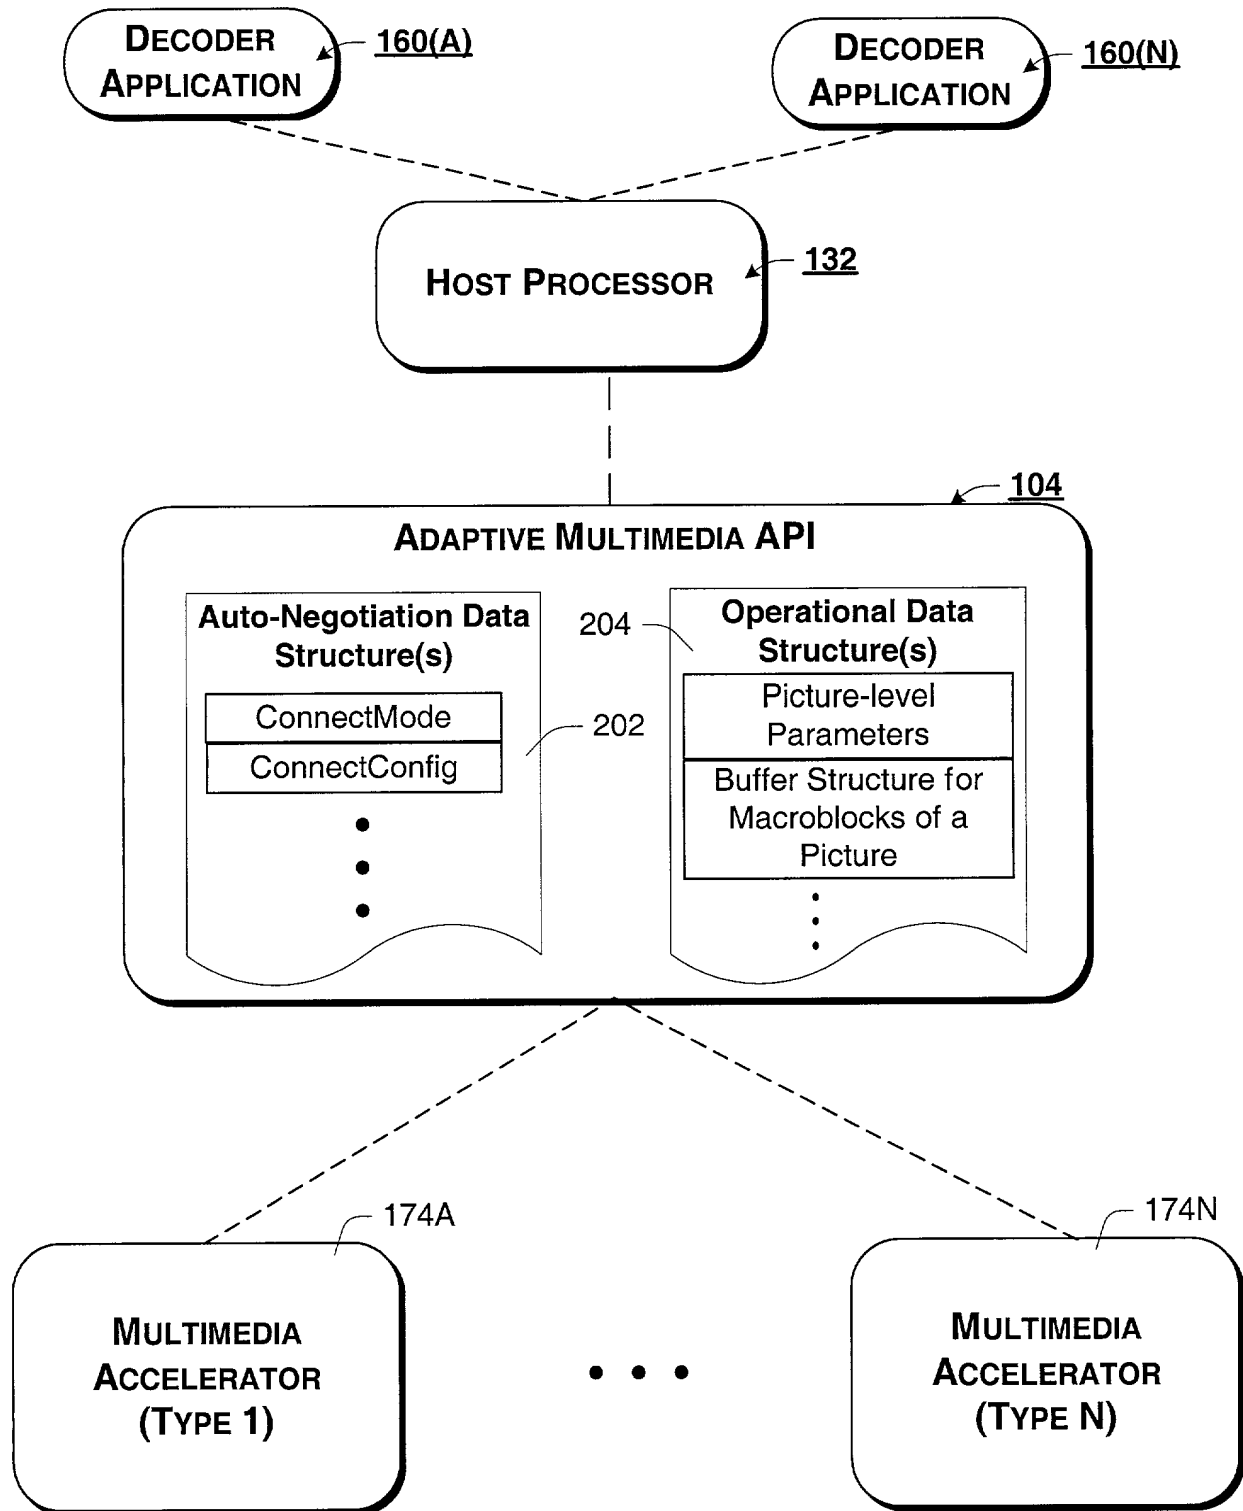 DECODER
APPLICATION
160(A)
DECODER
APPLICATION
160(N)
HOST PROCESSOR
132
104
ADAPTIVE MULTIMEDIA API
Auto-Negotiation Data
Structure(s)
ConnectMode
ConnectConfig
202
204
Operational Data
Structure(s)
Picture-level
Parameters
Buffer Structure for
Macroblocks of a
Picture
174A
MULTIMEDIA
ACCELERATOR
(TYPE 1)
174N
MULTIMEDIA
ACCELERATOR
(TYPE N)